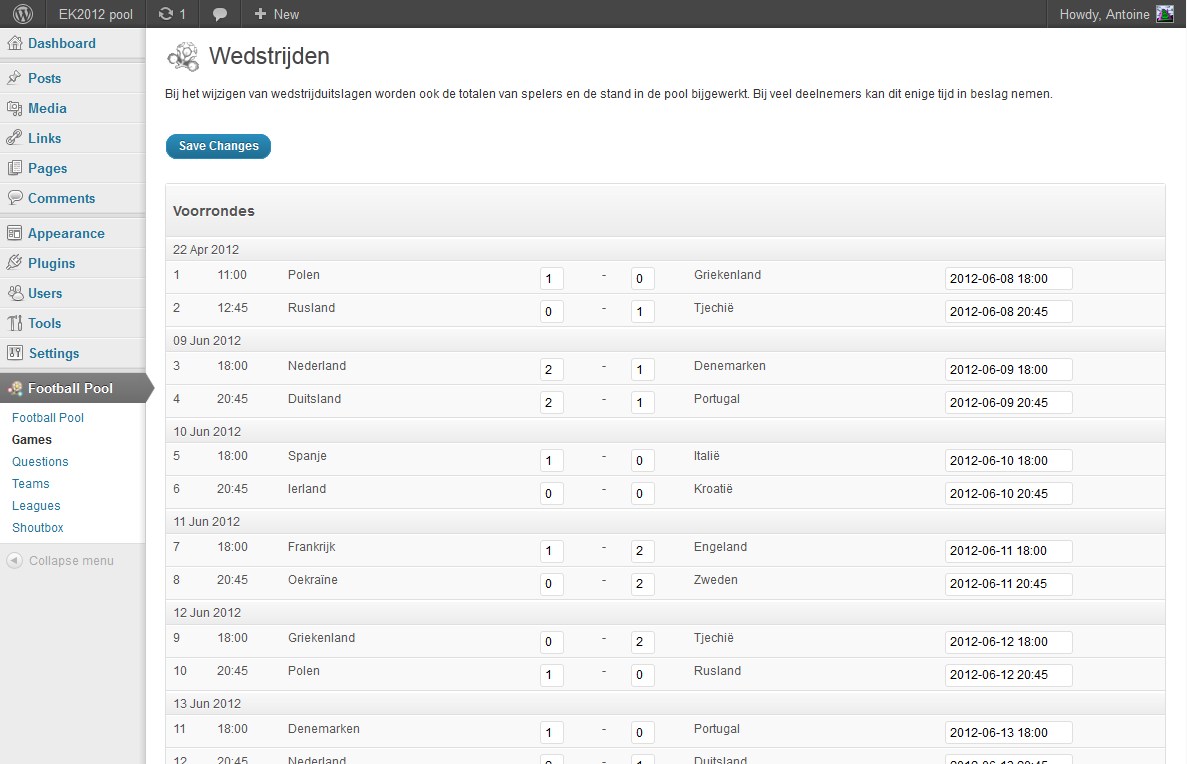 EK2012 pool 1 + New Howdy, Antoine
Dashboard
Posts
Media
Links
Pages
Comments
Appearance
Plugins
Users
Tools
Settings
Football Pool
Football Pool
Games
Questions
Teams
Leagues
Shoutbox
Collapse menu
Wedstrijden
Bij het wijzigen van wedstrijduitslagen worden ook de totalen van spelers en de stand in de pool bijgewerkt. Bij veel deelnemers kan dit enige tijd in beslag nemen.
Save Changes
Voorrondes
22 Apr 2012
1 11:00 Polen 1 - 0 Griekenland 2012-06-08 18:00
2 12:45 Rusland 0 - 1 Tjechië 2012-06-08 20:45
09 Jun 2012
3 18:00 Nederland 2 - 1 Denemarken 2012-06-09 18:00
4 20:45 Duitsland 2 - 1 Portugal 2012-06-09 20:45
10 Jun 2012
5 18:00 Spanje 1 - 0 Italië 2012-06-10 18:00
6 20:45 Ierland 0 - 0 Kroatië 2012-06-10 20:45
11 Jun 2012
7 18:00 Frankrijk 1 - 2 Engeland 2012-06-11 18:00
8 20:45 Oekraïne 0 - 2 Zweden 2012-06-11 20:45
12 Jun 2012
9 18:00 Griekenland 0 - 2 Tjechië 2012-06-12 18:00
10 20:45 Polen 1 - 0 Rusland 2012-06-12 20:45
13 Jun 2012
11 18:00 Denemarken 1 - 0 Portugal 2012-06-13 18:00
12 20:45 Nederland - Duitsland 2012-06-13 20:45